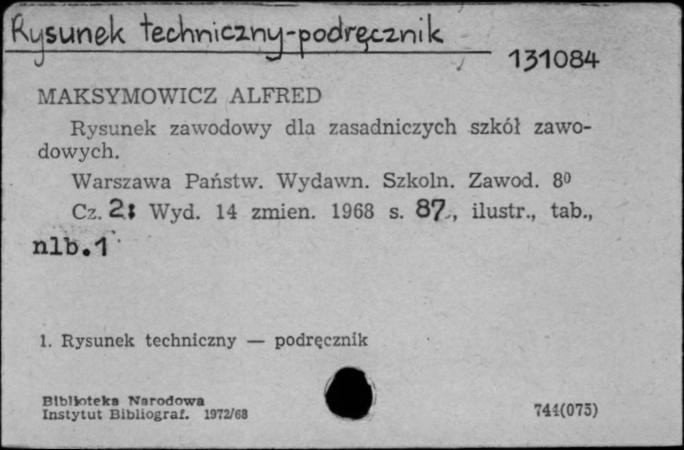 Rysunek techniczny-podręcznik
131084
MAKSYMOWICZ ALFRED
Rysunek zawodowy dla zasadniczych szkół zawo-
dowych.
Warszawa Państw. Wydawn. Szkoln. Zawod. 8⁰
Cz. 2: Wyd. 14 zmien. 1968 s. 87, ilustr., tab.,
nlb.1
1. Rysunek techniczny — podręcznik
Biblioteka Narodowa
Instytut Bibliograf. 1972/68
744(075)